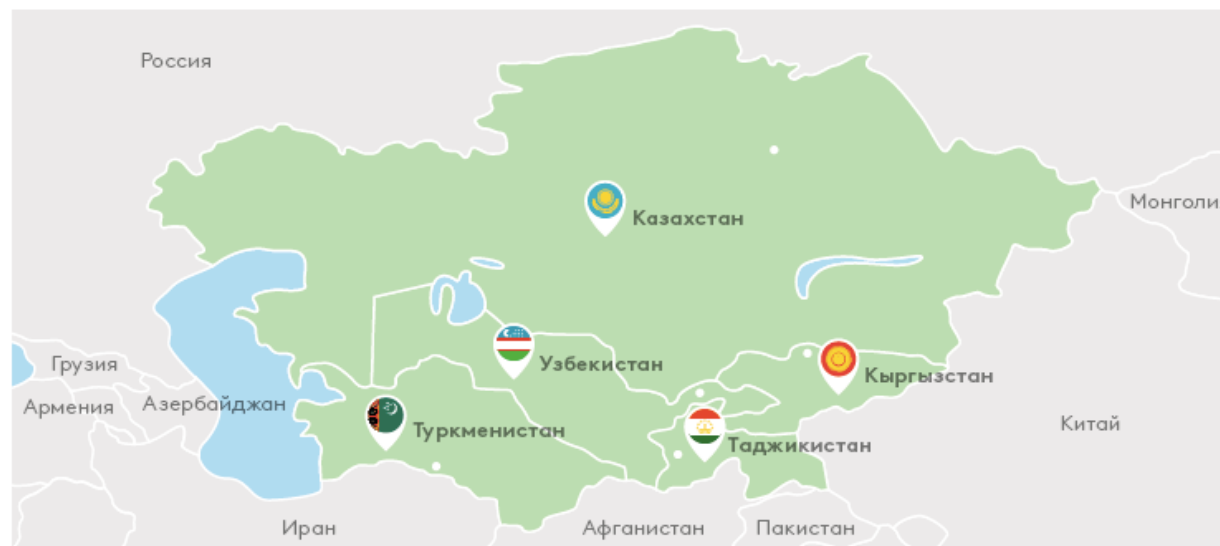 Россия
Монголи
Казахстан
Грузия
Узбекистан
Кыргызстан
Армения
Азербайджан
Китай
Туркменистан
Таджикистан
Иран
Афганистан
Пакистан